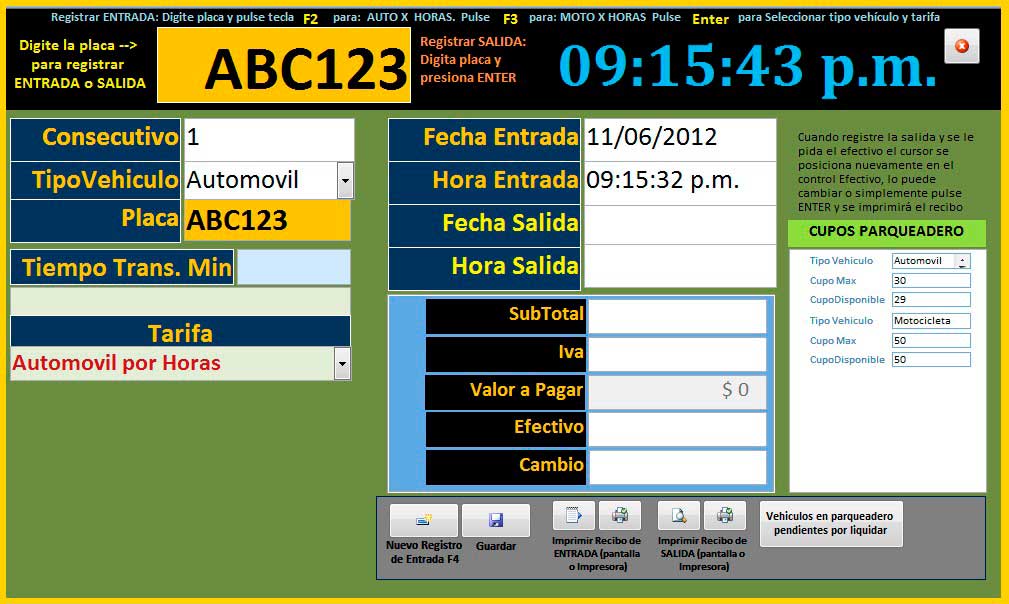 Registrar ENTRADA: Digite placa y pulse tecla F2 para: AUTO X HORAS. Pulse F3 para: MOTO X HORAS Pulse Enter para Seleccionar tipo vehículo y tarifa
Digite la placa -->
para registrar
ENTRADA o SALIDA
ABC123
Registrar SALIDA:
Digita placa y
presiona ENTER
09:15:43 p.m.
Consecutivo 1
TipoVehiculo Automovil
Placa ABC123
Tiempo Trans. Min
Tarifa
Automovil por Horas
Fecha Entrada 11/06/2012
Hora Entrada 09:15:32 p.m.
Fecha Salida
Hora Salida
SubTotal
Iva
Valor a Pagar $ 0
Efectivo
Cambio
Cuando registre la salida y se le
pida el efectivo el cursor se
posiciona nuevamente en el
control Efectivo, lo puede
cambiar o simplemente pulse
ENTER y se imprimirá el recibo
CUPOS PARQUEADERO
Tipo Vehiculo Automovil
Cupo Max 30
CupoDisponible 29
Tipo Vehiculo Motocicleta
Cupo Max 50
CupoDisponible 50
Nuevo Registro
de Entrada F4
Guardar
Imprimir Recibo de
ENTRADA (pantalla
o Impresora)
Imprimir Recibo de
SALIDA (pantalla o
Impresora)
Vehiculos en parqueadero
pendientes por liquidar